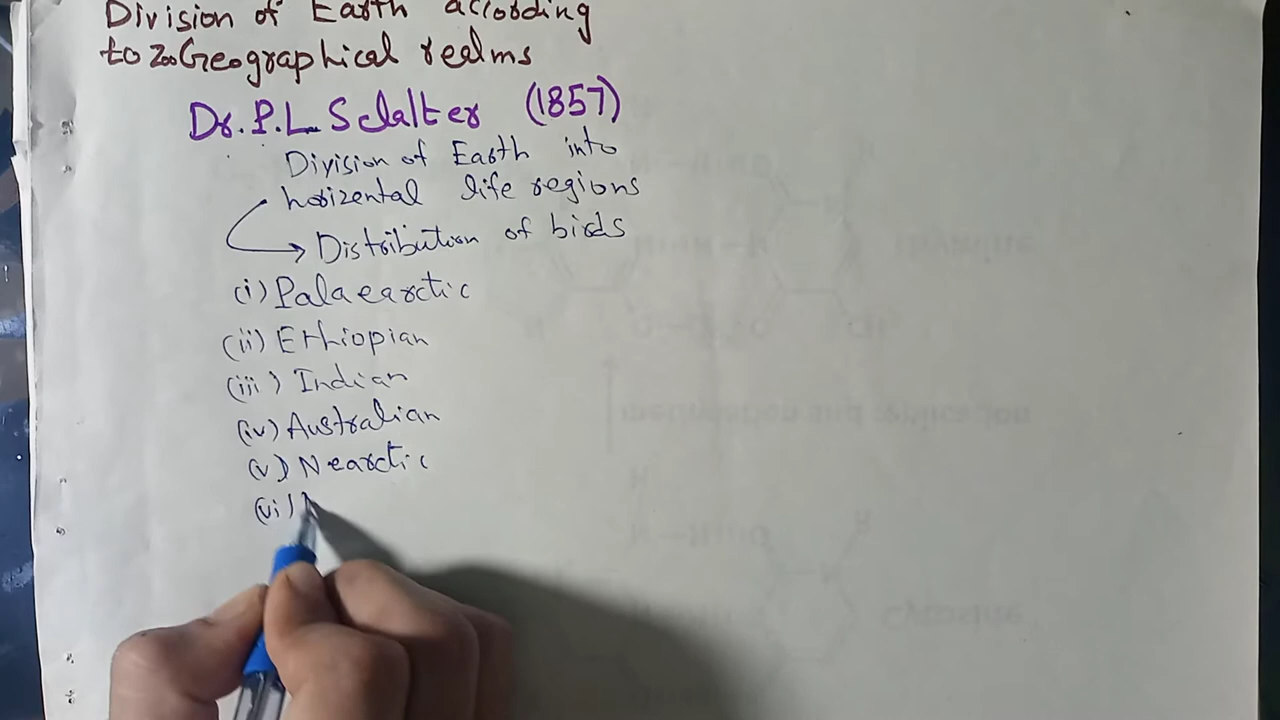 Division of Earth according
to ZooGeographical realms
Dr. P.L Sclalter (1857)
Division of Earth into
horizental life regions
Distribution of birds
(i) Palaearctic
(ii) Ethiopian
(iii) Indian
(iv) Australian
(v) Nearctic
(vi)